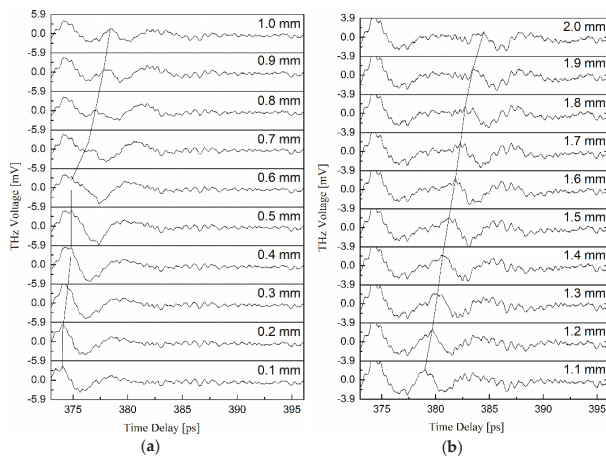 5.9
0.0
-5.9
0.0
-5.9
0.0
-5.9
0.0
-5.9
0.0
-5.9
0.0
-5.9
0.0
-5.9
0.0
-5.9
0.0
-5.9
0.0
-5.9
1.0 mm
0.9 mm
0.8 mm
0.7 mm
0.6 mm
0.5 mm
0.4 mm
0.3 mm
0.2 mm
0.1 mm
THz Voltage [mV]
375 380 385 390 395
Time Delay [ps]
(a)
3.9
0.0
-3.9
0.0
-3.9
0.0
-3.9
0.0
-3.9
0.0
-3.9
0.0
-3.9
0.0
-3.9
0.0
-3.9
0.0
-3.9
0.0
-3.9
2.0 mm
1.9 mm
1.8 mm
1.7 mm
1.6 mm
1.5 mm
1.4 mm
1.3 mm
1.2 mm
1.1 mm
THz Voltage [mV]
375 380 385 390 395
Time Delay [ps]
(b)